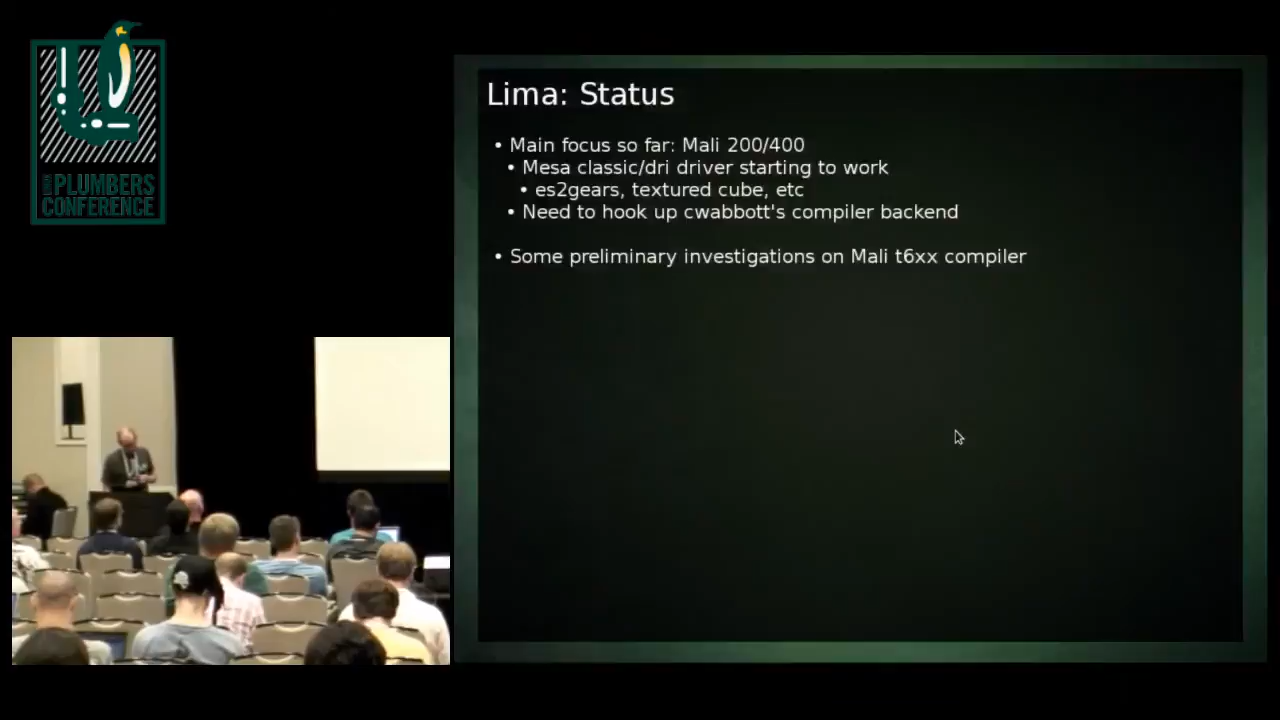 LINUX
PLUMBERS
CONFERENCE
Lima: Status
• Main focus so far: Mali 200/400
• Mesa classic/dri driver starting to work
• es2gears, textured cube, etc
• Need to hook up cwabbott's compiler backend
• Some preliminary investigations on Mali t6xx compiler